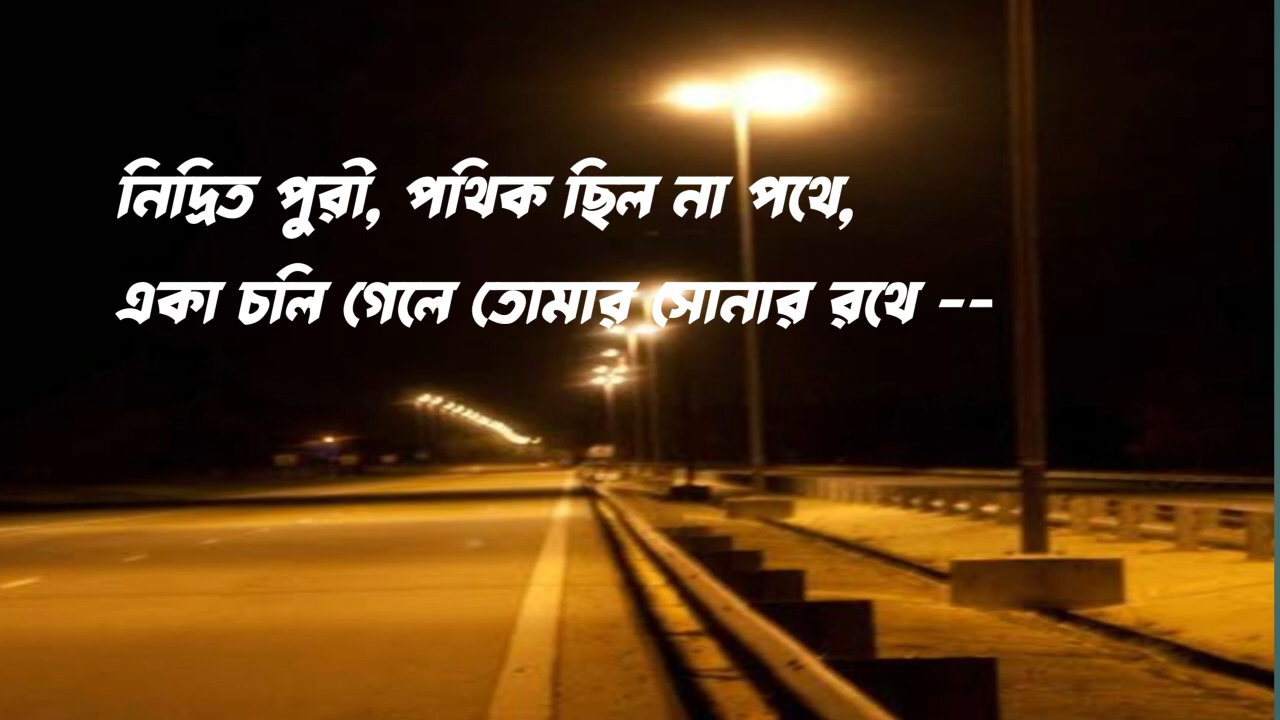 নিদ্রিত পুরী, পথিক ছিল না পথে,
একা চলি গেলে তোমার সোনার রথে --